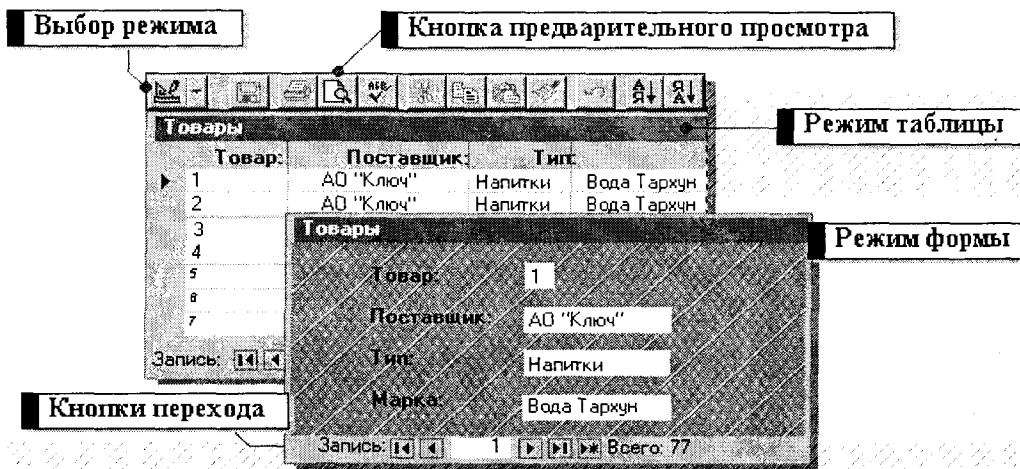 Выбор режима
Кнопка предварительного просмотра
Товары
Режим таблицы
Товар: Поставщик: Тип:
1 АО "Ключ" Напитки Вода Тархун
2 АО "Ключ" Напитки Вода Тархун
3
4
5
6
7
Запись:
Товары
Режим формы
Товар: 1
Поставщик: АО "Ключ"
Тип: Напитки
Марка: Вода Тархун
Кнопки перехода
Запись: 1 Всего: 77